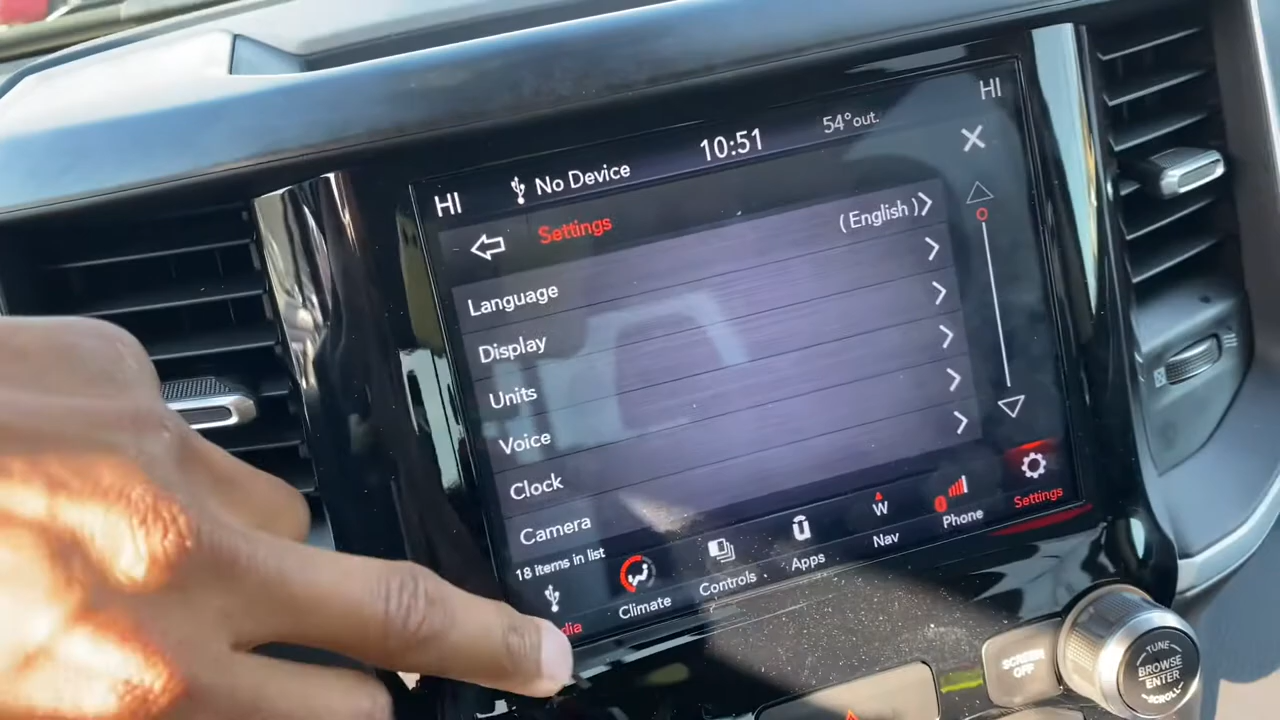 HI No Device 10:51 54°out. HI
Settings
Language (English)
Display
Units
Voice
Clock
Camera
18 items in list
dia Climate Controls Apps W Nav Phone Settings
SCREEN
OFF
TUNE
BROWSE
ENTER
SCROLL